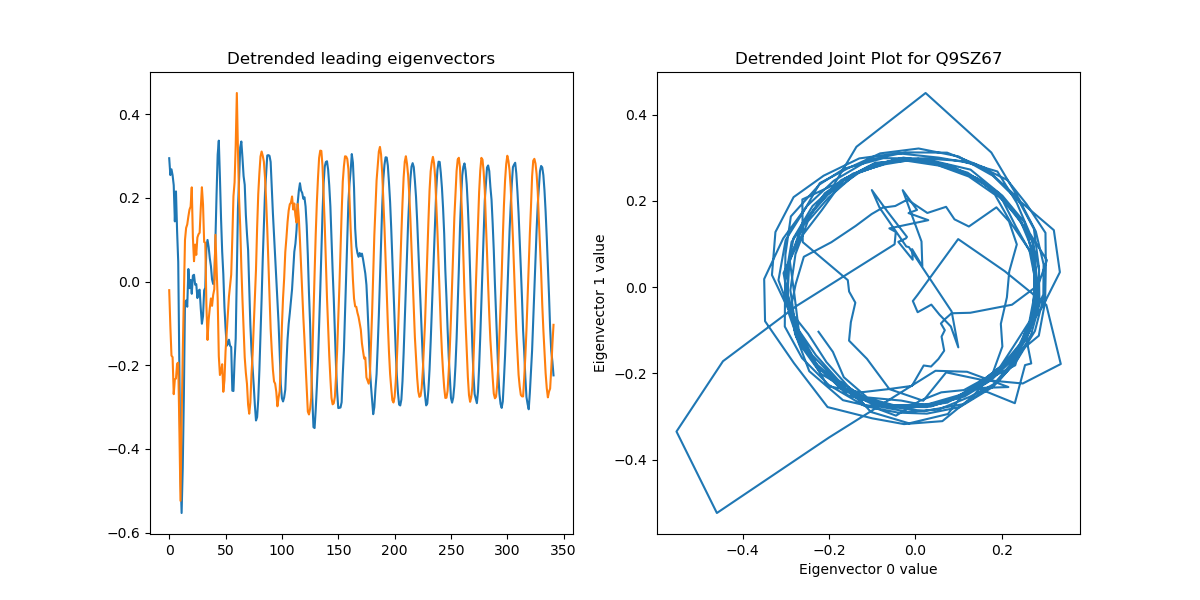 Detrended leading eigenvectors
0.4
0.2
0.0
−0.2
−0.4
−0.6
0 50 100 150 200 250 300 350
Detrended Joint Plot for Q9SZ67
Eigenvector 1 value
0.4
0.2
0.0
−0.2
−0.4
−0.4 −0.2 0.0 0.2
Eigenvector 0 value